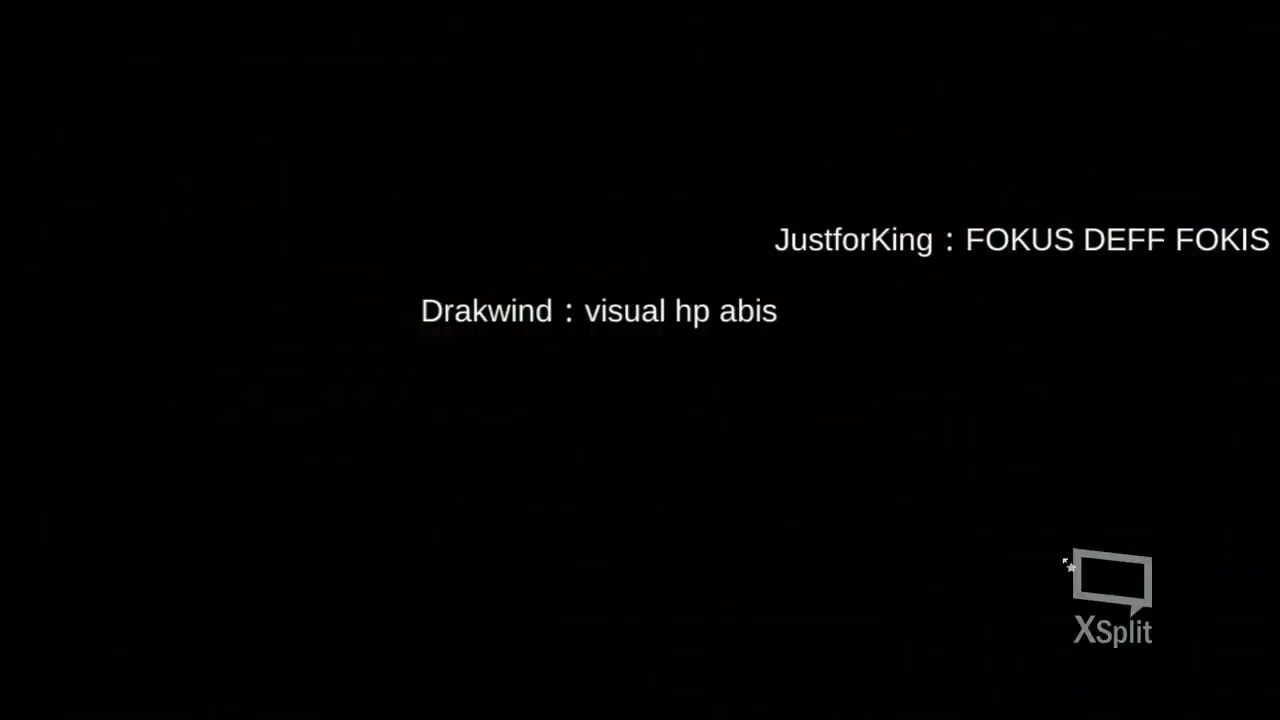 JustforKing : FOKUS DEFF FOKIS
Drakwind : visual hp abis
XSplit